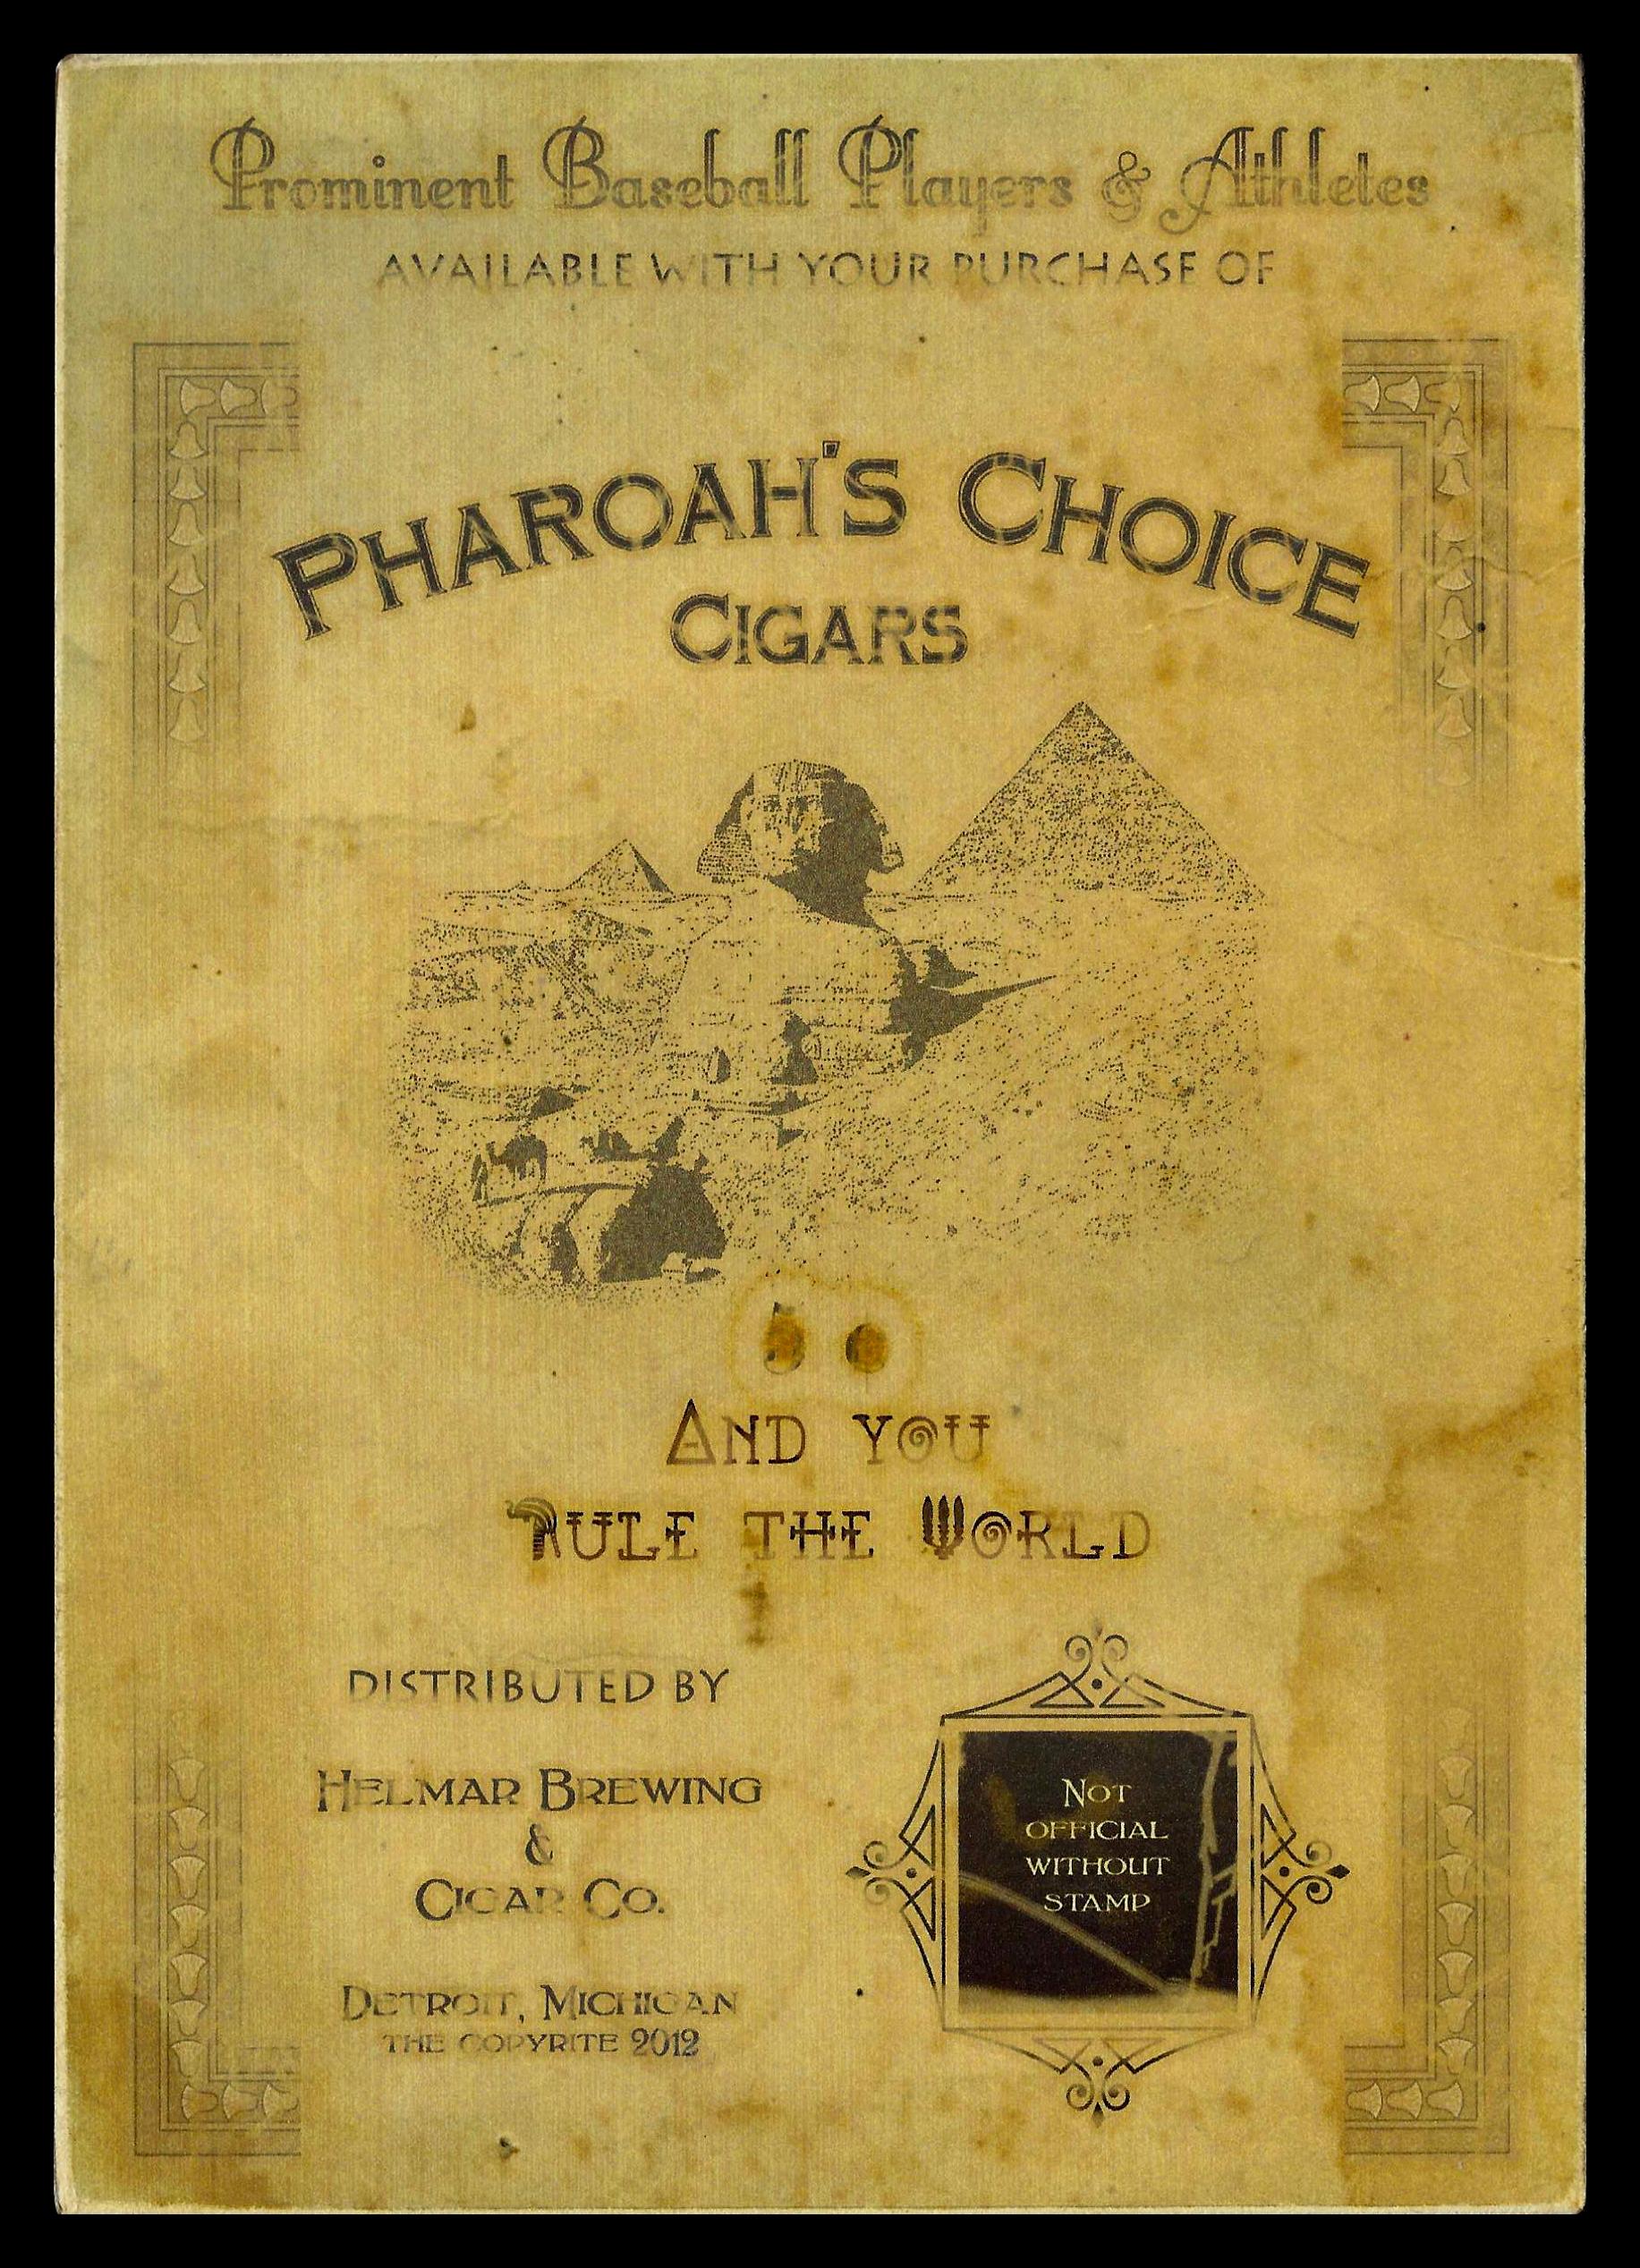 Prominent Baseball Players & Athletes
AVAILABLE WITH YOUR PURCHASE OF
PHAROAH'S CHOICE
CIGARS
AND YOU
RULE THE WORLD
DISTRIBUTED BY
HELMAR BREWING
&
CIGAR CO.
DETROIT, MICHIGAN
THE COPYRITE 2012
NOT
OFFICIAL
WITHOUT
STAMP